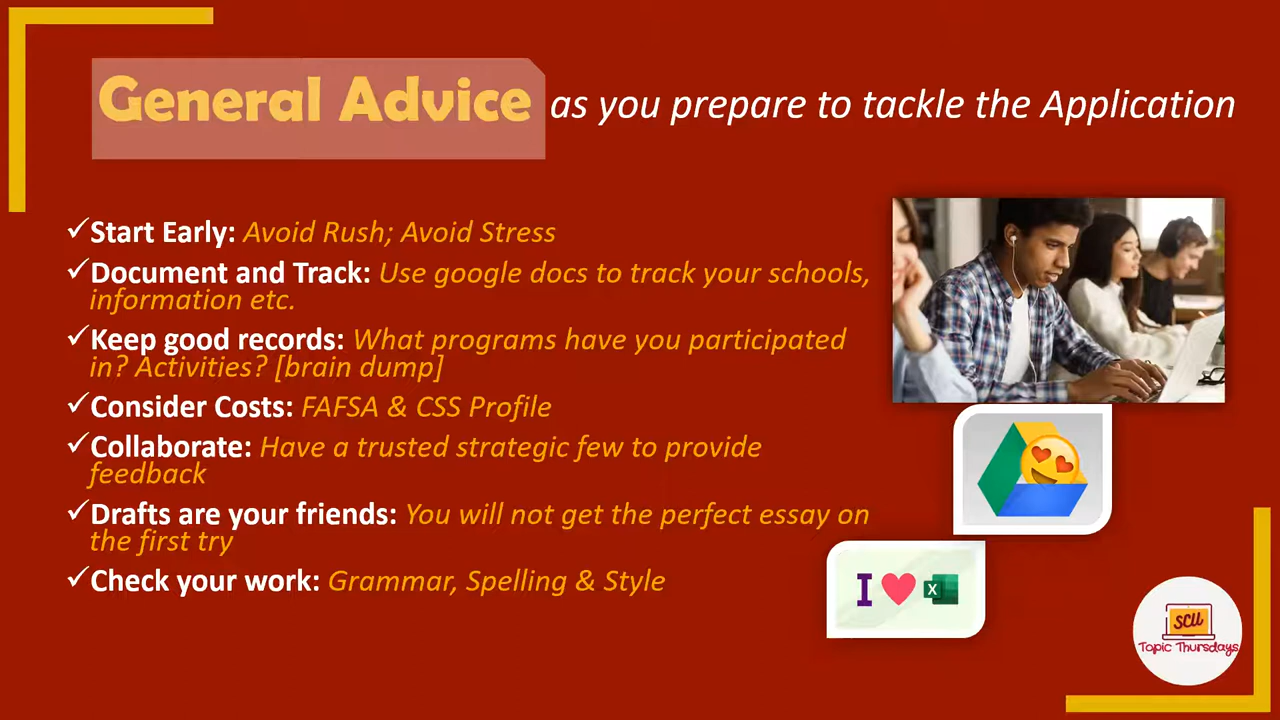 General Advice as you prepare to tackle the Application
✓Start Early: Avoid Rush; Avoid Stress
✓Document and Track: Use google docs to track your schools,
information etc.
✓Keep good records: What programs have you participated
in? Activities? [brain dump]
✓Consider Costs: FAFSA & CSS Profile
✓Collaborate: Have a trusted strategic few to provide
feedback
✓Drafts are your friends: You will not get the perfect essay on
the first try
✓Check your work: Grammar, Spelling & Style
I ❤ X
SCU
Topic Thursdays